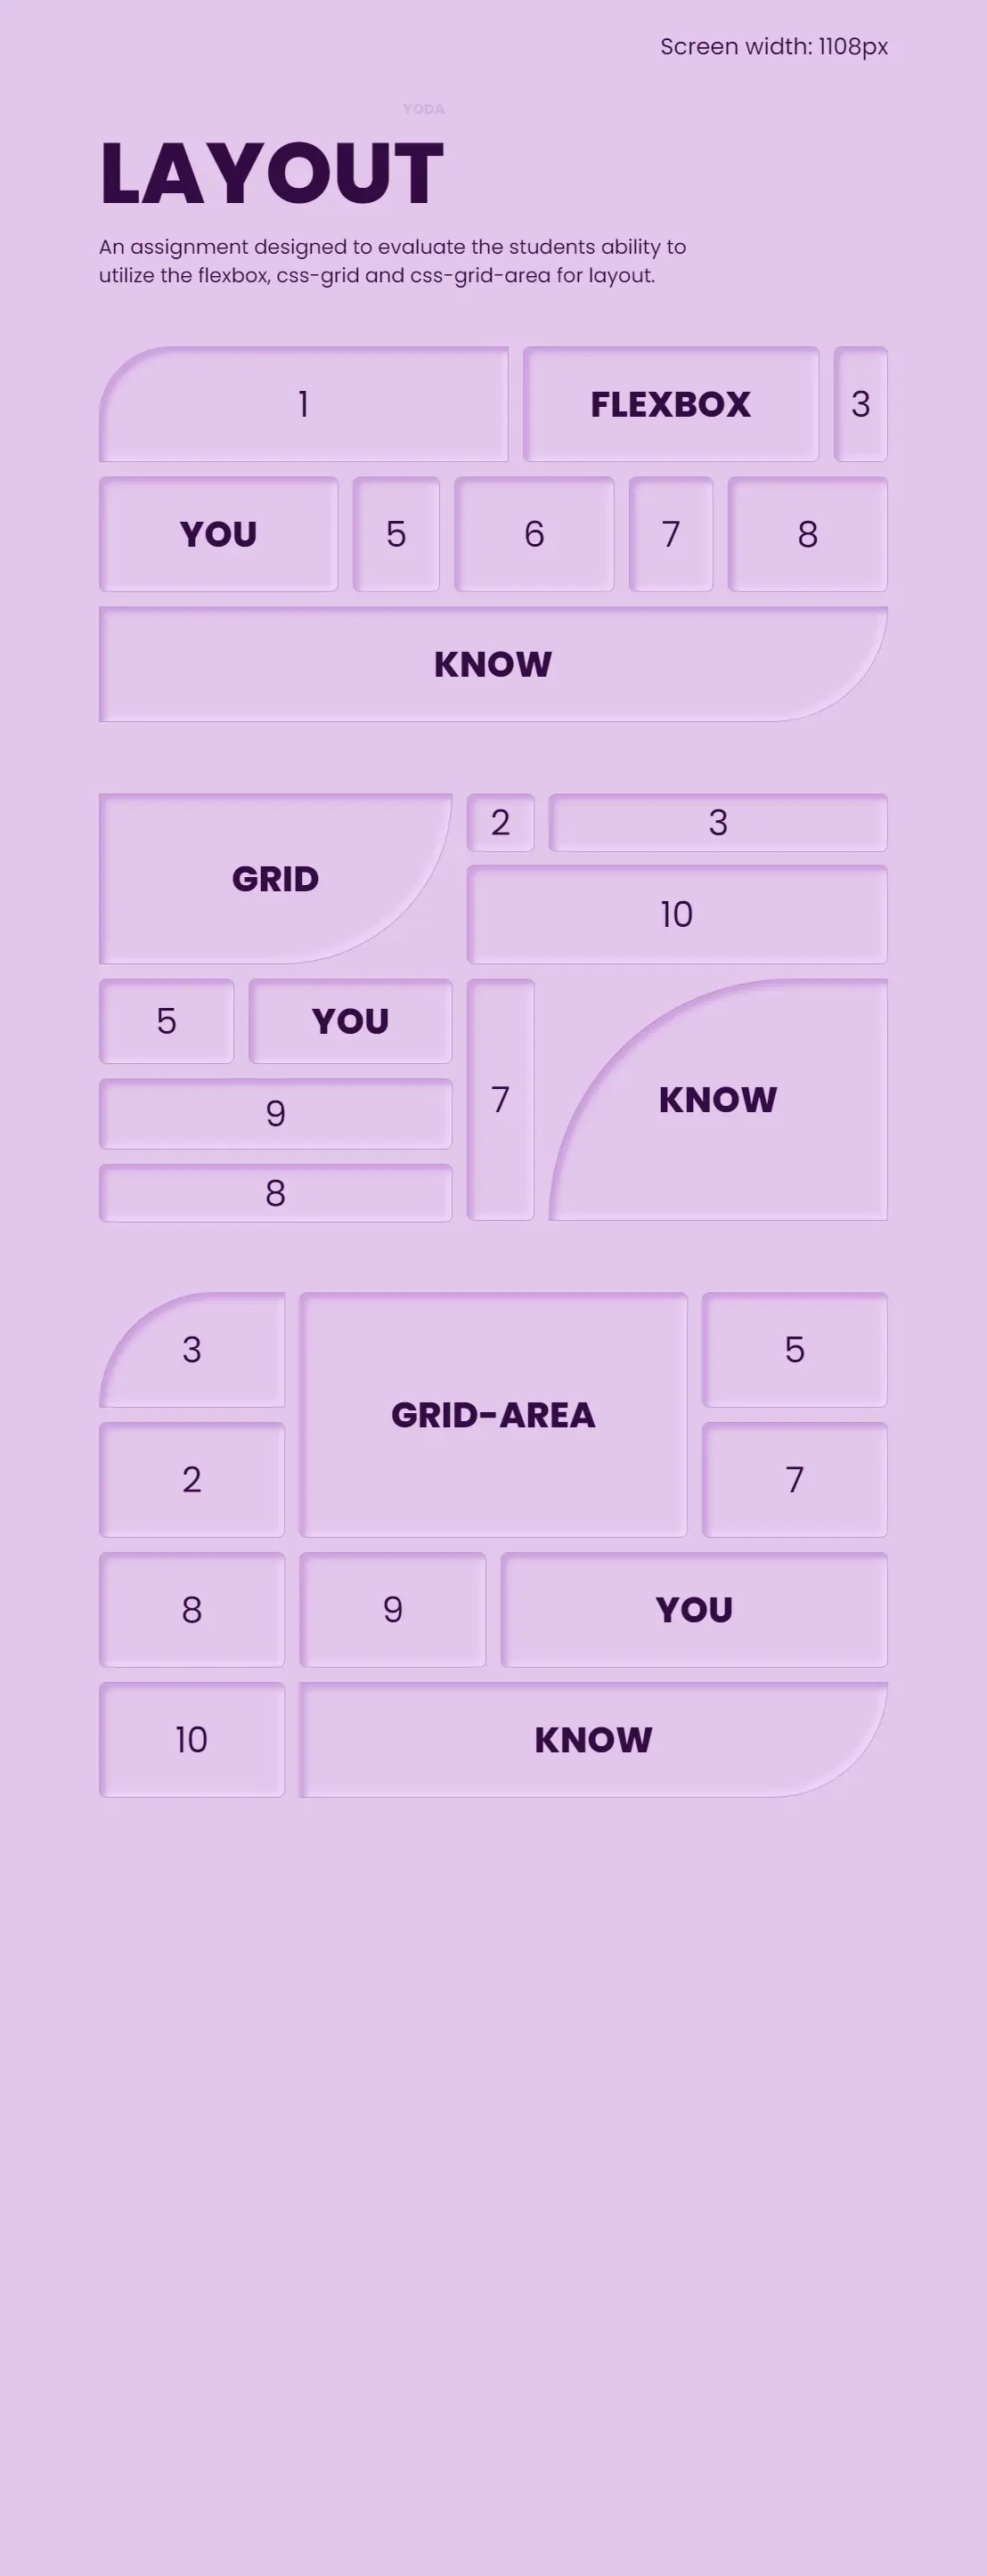 Screen width: 1108px
YODA
LAYOUT
An assignment designed to evaluate the students ability to
utilize the flexbox, css-grid and css-grid-area for layout.
1
FLEXBOX
3
YOU
5
6
7
8
KNOW
GRID
2
3
10
5
YOU
7
KNOW
9
8
3
GRID-AREA
5
2
7
8
9
YOU
10
KNOW